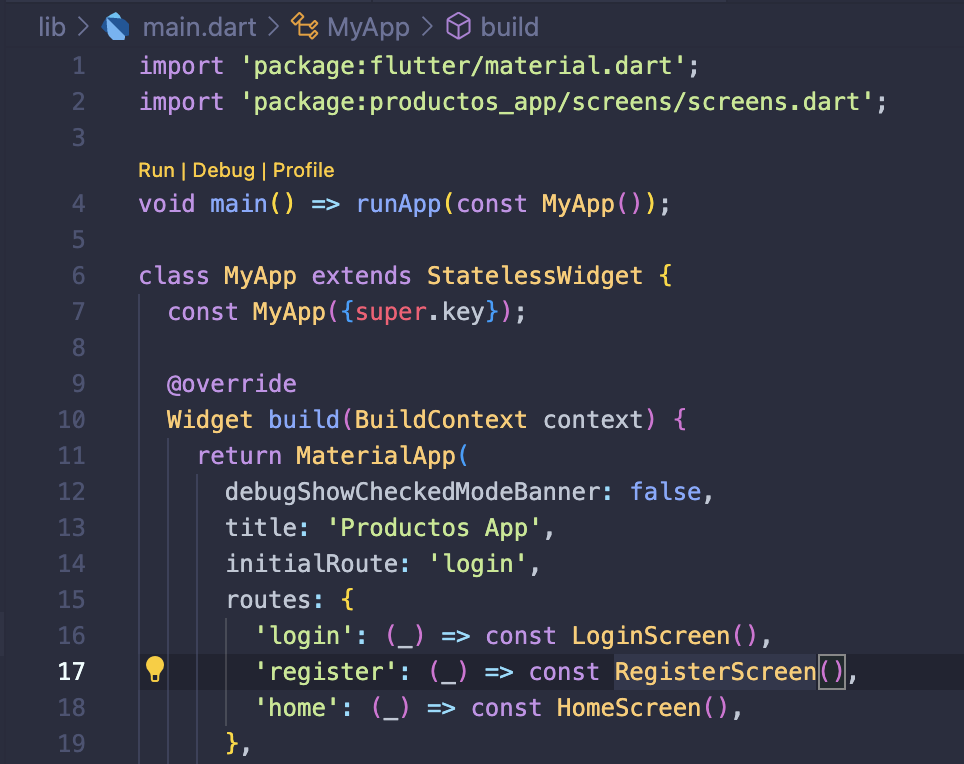 lib > main.dart > MyApp > build
1 import 'package:flutter/material.dart';
2 import 'package:productos_app/screens/screens.dart';
3
Run | Debug | Profile
4 void main() => runApp(const MyApp());
5
6 class MyApp extends StatelessWidget {
7   const MyApp({super.key});
8
9   @override
10   Widget build(BuildContext context) {
11     return MaterialApp(
12       debugShowCheckedModeBanner: false,
13       title: 'Productos App',
14       initialRoute: 'login',
15       routes: {
16         'login': (_) => const LoginScreen(),
17         'register': (_) => const RegisterScreen(),
18         'home': (_) => const HomeScreen(),
19       },